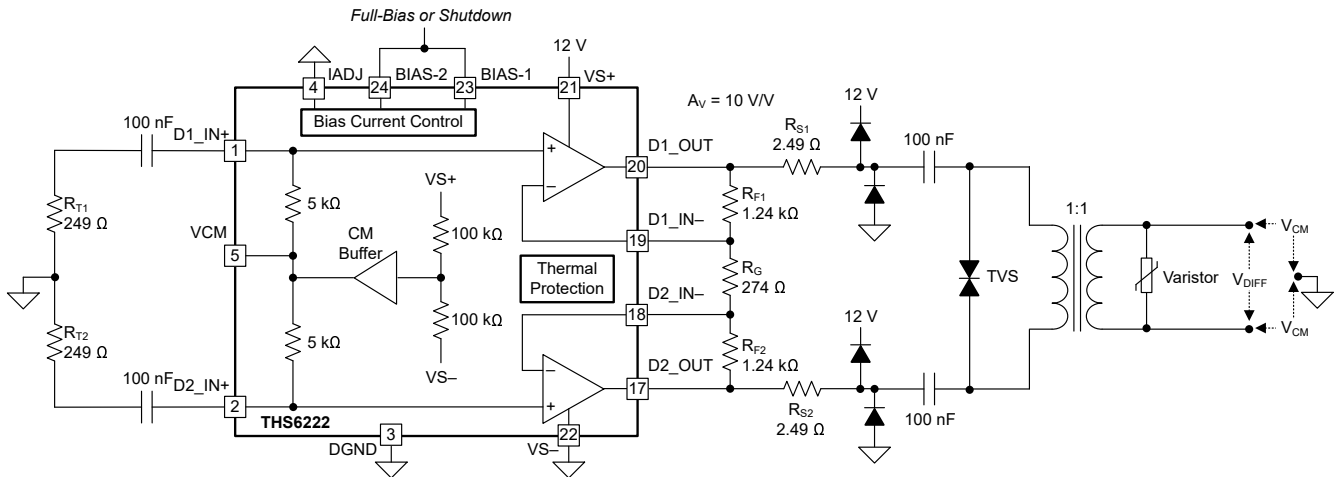 Full-Bias or Shutdown
12 V
IADJ
BIAS-2
BIAS-1
VS+
4
24
23
21
Bias Current Control
A_V = 10 V/V
12 V
100 nF
D1_IN+
1
D1_OUT
20
R_S1
2.49 Ω
100 nF
R_T1
249 Ω
5 kΩ
VS+
100 kΩ
R_F1
1.24 kΩ
1:1
VCM
5
CM
Buffer
D1_IN–
19
V_CM
Thermal
Protection
R_G
274 Ω
TVS
Varistor
V_DIFF
D2_IN–
18
V_CM
R_T2
249 Ω
5 kΩ
100 kΩ
VS–
R_F2
1.24 kΩ
12 V
100 nF
D2_IN+
2
D2_OUT
17
R_S2
2.49 Ω
100 nF
THS6222
3
DGND
22
VS–